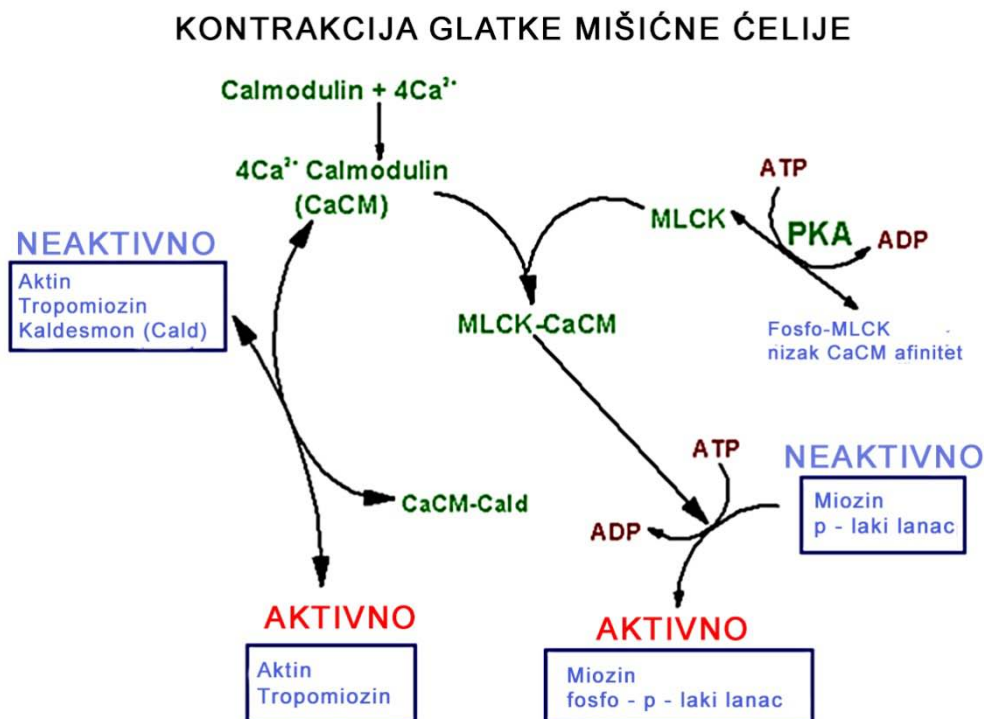 KONTRAKCIJA GLATKE MIŠIĆNE ĆELIJE
Calmodulin + 4Ca²⁺
4Ca²⁺ Calmodulin
(CaCM)
MLCK
ATP
PKA
ADP
NEAKTIVNO
Aktin
Tropomiozin
Kaldesmon (Cald)
MLCK-CaCM
Fosfo-MLCK
nizak CaCM afinitet
CaCM-Cald
ATP
ADP
NEAKTIVNO
Miozin
p - laki lanac
AKTIVNO
Aktin
Tropomiozin
AKTIVNO
Miozin
fosfo - p - laki lanac